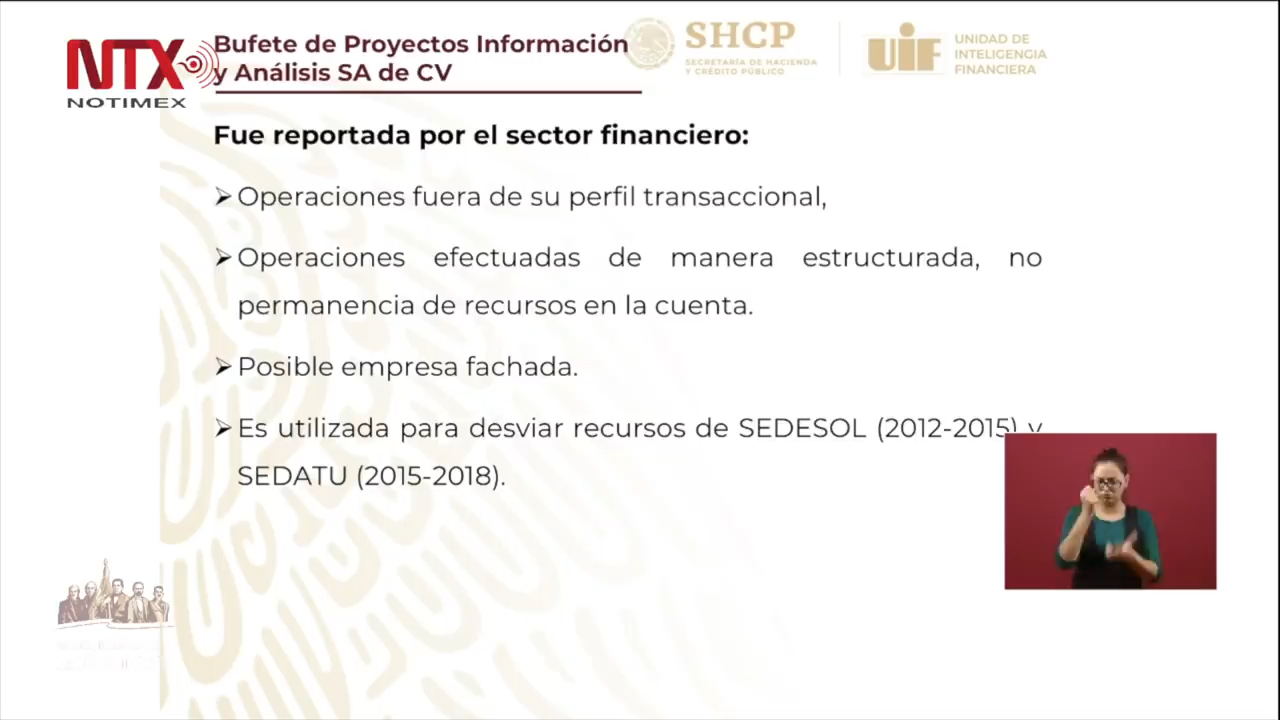 NTX
NOTIMEX
Bufete de Proyectos Información
y Análisis SA de CV
SHCP
SECRETARÍA DE HACIENDA
Y CRÉDITO PÚBLICO
UIF
UNIDAD DE
INTELIGENCIA
FINANCIERA
Fue reportada por el sector financiero:
Operaciones fuera de su perfil transaccional,
Operaciones efectuadas de manera estructurada, no
permanencia de recursos en la cuenta.
Posible empresa fachada.
Es utilizada para desviar recursos de SEDESOL (2012-2015) y
SEDATU (2015-2018).